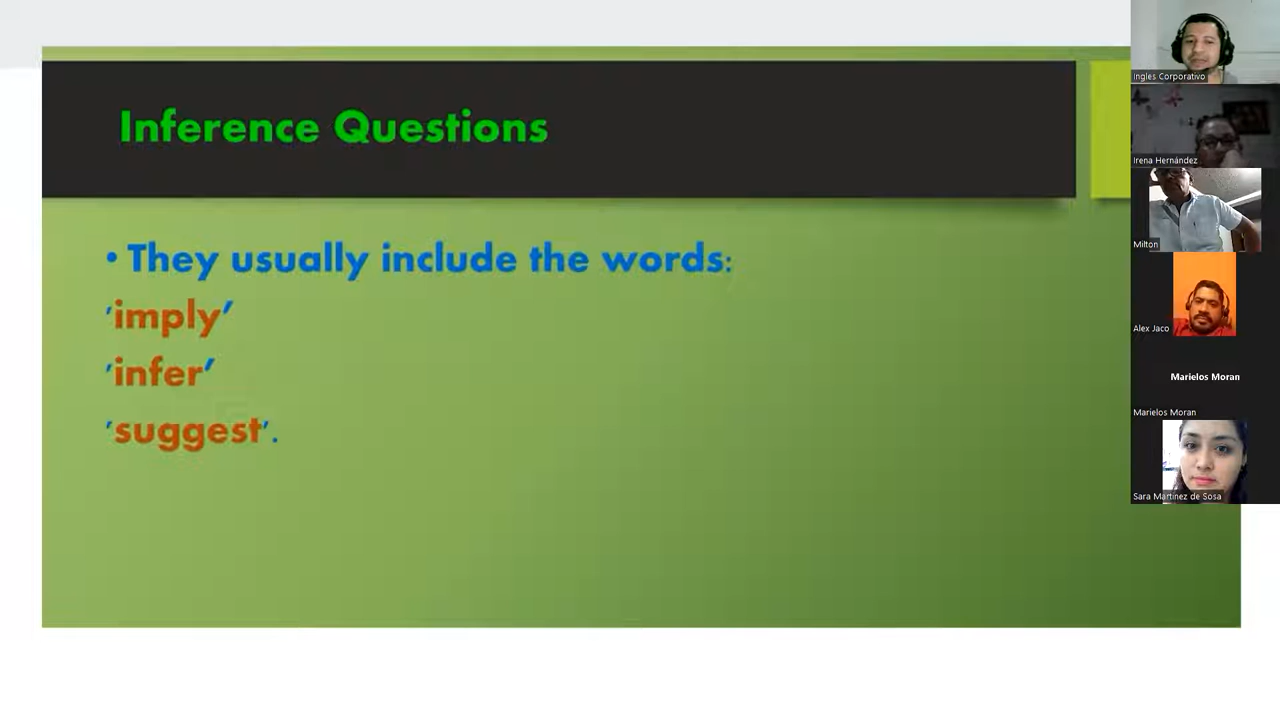 Inference Questions
• They usually include the words:
‘imply’
‘infer’
‘suggest’.
Ingles Corporativo
Irena Hernández
Milton
Alex Jaco
Marielos Moran
Marielos Moran
Sara Martinez de Sosa